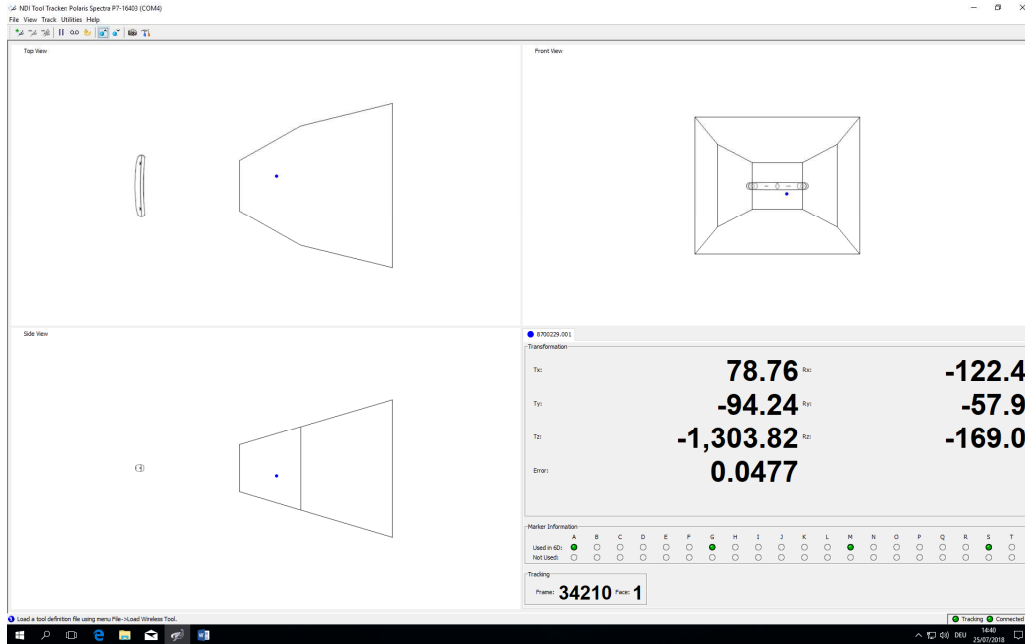 NDI Tool Tracker: Polaris Spectra P7-16403 (COM4)
File View Track Utilities Help
Top View
Front View
Side View
8700229.001
Transformation
Tx: 78.76 Rx: -122.4
Ty: -94.24 Ry: -57.9
Tz: -1,303.82 Rz: -169.0
Error: 0.0477
Marker Information
A B C D E F G H I J K L M N O P Q R S T
Used in 6D:
Not Used:
Tracking
Frame: 34210 Face: 1
Load a tool definition file using menu File->Load Wireless Tool.
Tracking Connected
DEU
14:40
25/07/2018